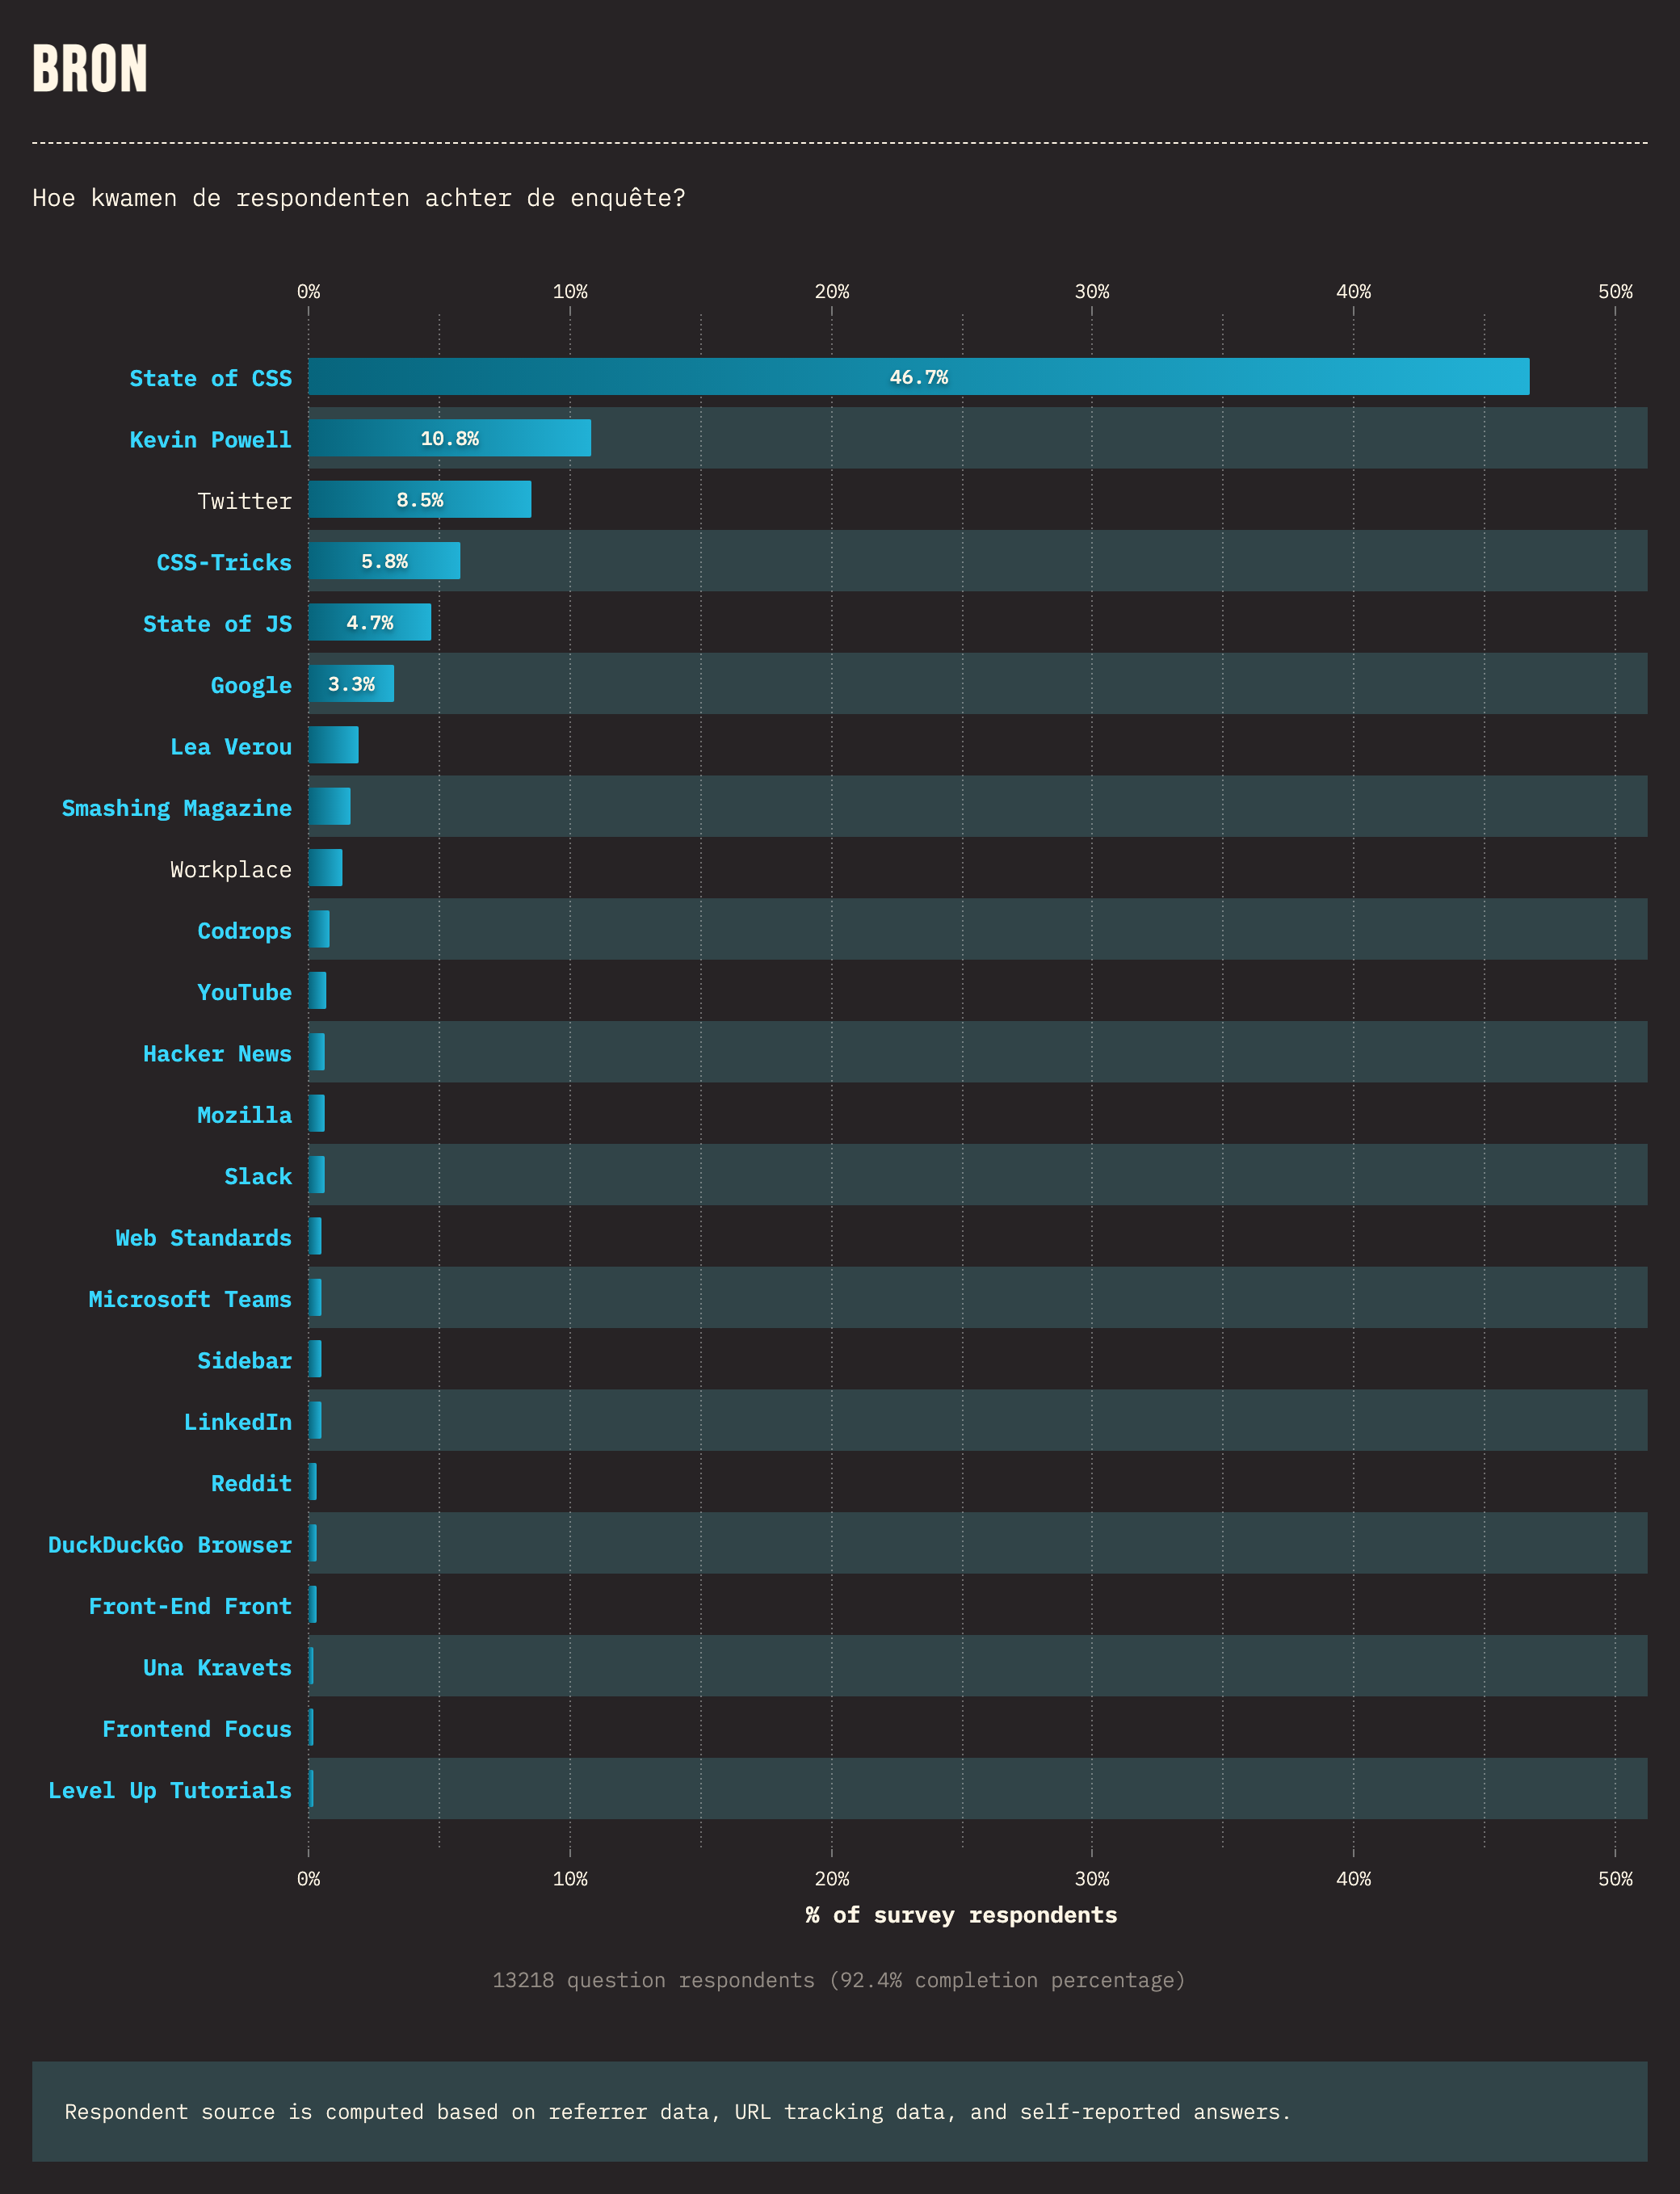 BRON
Hoe kwamen de respondenten achter de enquête?
0% 10% 20% 30% 40% 50%
State of CSS 46.7%
Kevin Powell 10.8%
Twitter 8.5%
CSS-Tricks 5.8%
State of JS 4.7%
Google 3.3%
Lea Verou
Smashing Magazine
Workplace
Codrops
YouTube
Hacker News
Mozilla
Slack
Web Standards
Microsoft Teams
Sidebar
LinkedIn
Reddit
DuckDuckGo Browser
Front-End Front
Una Kravets
Frontend Focus
Level Up Tutorials
0% 10% 20% 30% 40% 50%
% of survey respondents
13218 question respondents (92.4% completion percentage)
Respondent source is computed based on referrer data, URL tracking data, and self-reported answers.